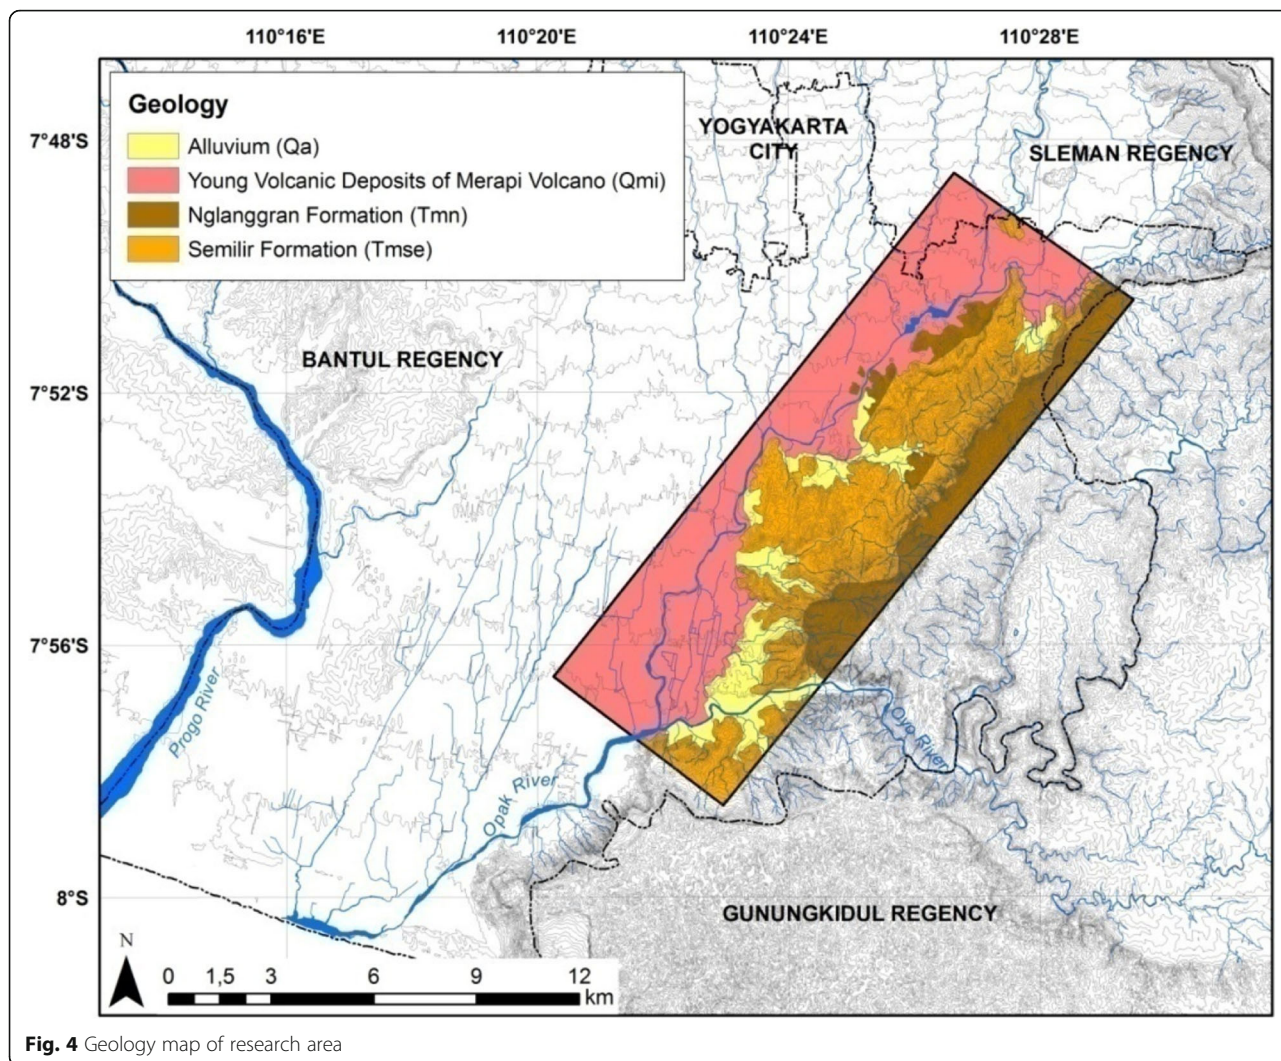 110°16'E 110°20'E 110°24'E 110°28'E
Geology
Alluvium (Qa)
Young Volcanic Deposits of Merapi Volcano (Qmi)
Nglanggran Formation (Tmn)
Semilir Formation (Tmse)
7°48'S
YOGYAKARTA
CITY
SLEMAN REGENCY
BANTUL REGENCY
7°52'S
7°56'S
Progo River
Oyo River
Opak River
8°S
GUNUNGKIDUL REGENCY
N
0 1,5 3 6 9 12
km
Fig. 4 Geology map of research area